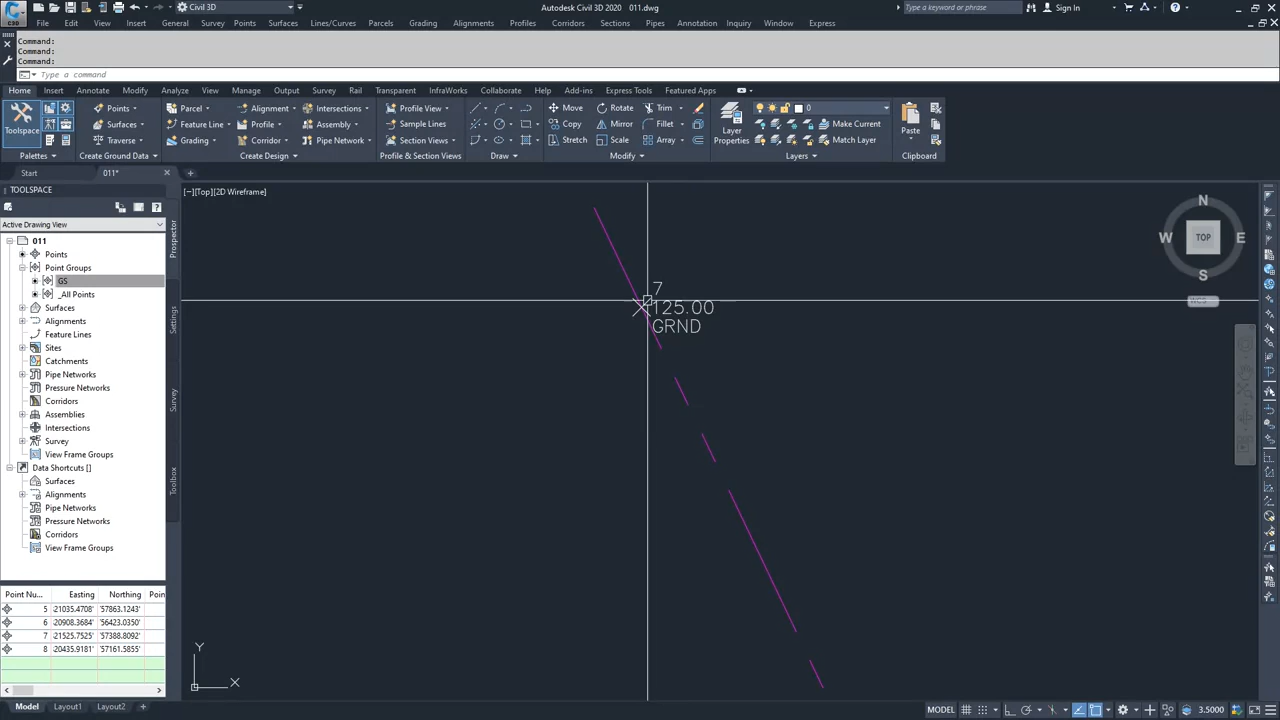 C3D
Civil 3D
Autodesk Civil 3D 2020 011.dwg
Type a keyword or phrase
Sign In
File Edit View Insert General Survey Points Surfaces Lines/Curves Parcels Grading Alignments Profiles Corridors Sections Pipes Annotation Inquiry Window Express
Command:
Command:
Command:
Type a command
Home Insert Annotate Modify Analyze View Manage Output Survey Rail Transparent InfraWorks Collaborate Help Add-ins Express Tools Featured Apps
Points Parcel Alignment Intersections Profile View Move Rotate Trim 0
Toolspace Surfaces Feature Line Profile Assembly Sample Lines Copy Mirror Fillet Layer Properties Make Current Paste
Traverse Grading Corridor Pipe Network Section Views Stretch Scale Array Match Layer
Palettes Create Ground Data Create Design Profile & Section Views Draw Modify Layers Clipboard
Start 011*
TOOLSPACE
[−][Top][2D Wireframe]
Active Drawing View
011
Points
Point Groups
GS
_All Points
Surfaces
Alignments
Feature Lines
Sites
Catchments
Pipe Networks
Pressure Networks
Corridors
Assemblies
Intersections
Survey
View Frame Groups
Data Shortcuts []
Surfaces
Alignments
Pipe Networks
Pressure Networks
Corridors
View Frame Groups
Prospector
Settings
Survey
Toolbox
Point Nu... Easting Northing Poin
5 21035.4708' '57863.1243'
6 20908.3684' '56423.0350'
7 21525.7525' '57388.8092'
8 20435.9181' '57161.5855'
7
125.00
GRND
N
W TOP E
S
WCS
Y
X
Model Layout1 Layout2
MODEL 3.5000